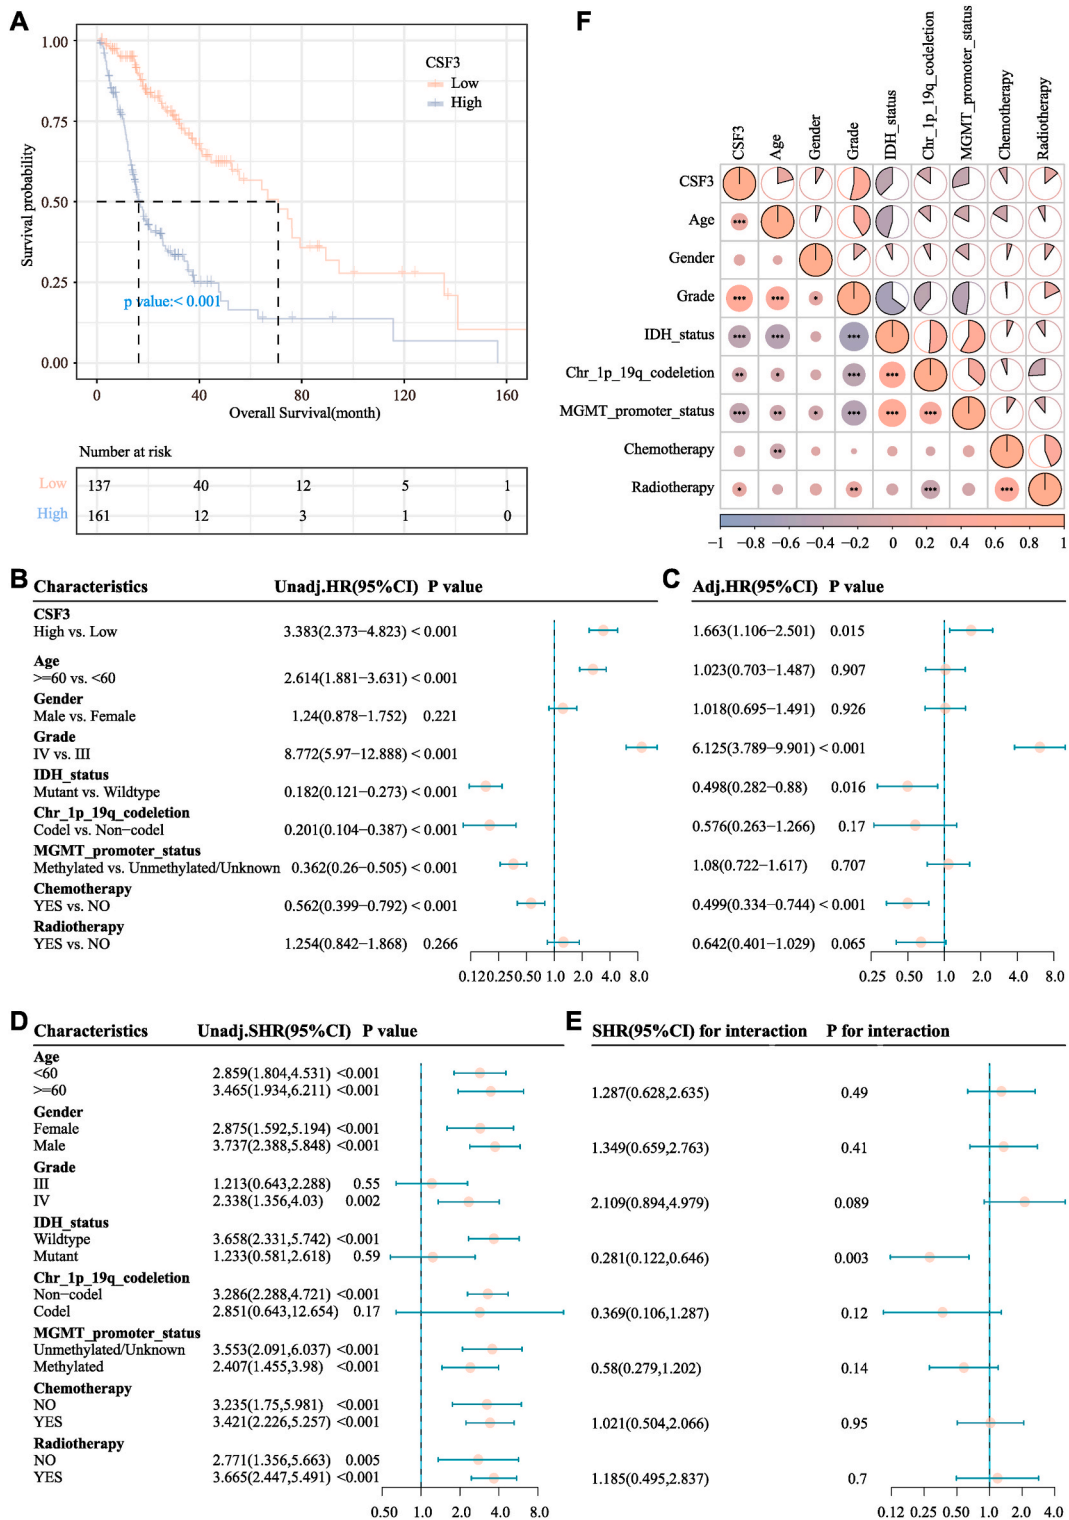 A
1.00
0.75
0.50
0.25
0.00
Survival probability
CSF3
Low
High
p value:< 0.001
0 40 80 120 160
Overall Survival(month)
Number at risk
Low 137 40 12 5 1
High 161 12 3 1 0
F
CSF3
Age
Gender
Grade
IDH_status
Chr_1p_19q_codeletion
MGMT_promoter_status
Chemotherapy
Radiotherapy
CSF3
Age ***
Gender
Grade *** *** *
IDH_status *** *** ***
Chr_1p_19q_codeletion ** * *** ***
MGMT_promoter_status *** ** * *** *** ***
Chemotherapy **
Radiotherapy * ** *** ***
−1 −0.8 −0.6 −0.4 −0.2 0 0.2 0.4 0.6 0.8 1
B
Characteristics Unadj.HR(95%CI) P value
CSF3
High vs. Low 3.383(2.373−4.823) < 0.001
Age
>=60 vs. <60 2.614(1.881−3.631) < 0.001
Gender
Male vs. Female 1.24(0.878−1.752) 0.221
Grade
IV vs. III 8.772(5.97−12.888) < 0.001
IDH_status
Mutant vs. Wildtype 0.182(0.121−0.273) < 0.001
Chr_1p_19q_codeletion
Codel vs. Non−codel 0.201(0.104−0.387) < 0.001
MGMT_promoter_status
Methylated vs. Unmethylated/Unknown 0.362(0.26−0.505) < 0.001
Chemotherapy
YES vs. NO 0.562(0.399−0.792) < 0.001
Radiotherapy
YES vs. NO 1.254(0.842−1.868) 0.266
0.12 0.25 0.50 1.0 2.0 4.0 8.0
C
Adj.HR(95%CI) P value
1.663(1.106−2.501) 0.015
1.023(0.703−1.487) 0.907
1.018(0.695−1.491) 0.926
6.125(3.789−9.901) < 0.001
0.498(0.282−0.88) 0.016
0.576(0.263−1.266) 0.17
1.08(0.722−1.617) 0.707
0.499(0.334−0.744) < 0.001
0.642(0.401−1.029) 0.065
0.25 0.50 1.0 2.0 4.0 8.0
D
Characteristics Unadj.SHR(95%CI) P value
Age
<60 2.859(1.804,4.531) <0.001
>=60 3.465(1.934,6.211) <0.001
Gender
Female 2.875(1.592,5.194) <0.001
Male 3.737(2.388,5.848) <0.001
Grade
III 1.213(0.643,2.288) 0.55
IV 2.338(1.356,4.03) 0.002
IDH_status
Wildtype 3.658(2.331,5.742) <0.001
Mutant 1.233(0.581,2.618) 0.59
Chr_1p_19q_codeletion
Non−codel 3.286(2.288,4.721) <0.001
Codel 2.851(0.643,12.654) 0.17
MGMT_promoter_status
Unmethylated/Unknown 3.553(2.091,6.037) <0.001
Methylated 2.407(1.455,3.98) <0.001
Chemotherapy
NO 3.235(1.75,5.981) <0.001
YES 3.421(2.226,5.257) <0.001
Radiotherapy
NO 2.771(1.356,5.663) 0.005
YES 3.665(2.447,5.491) <0.001
0.50 1.0 2.0 4.0 8.0
E
SHR(95%CI) for interaction P for interaction
1.287(0.628,2.635) 0.49
1.349(0.659,2.763) 0.41
2.109(0.894,4.979) 0.089
0.281(0.122,0.646) 0.003
0.369(0.106,1.287) 0.12
0.58(0.279,1.202) 0.14
1.021(0.504,2.066) 0.95
1.185(0.495,2.837) 0.7
0.12 0.25 0.50 1.0 2.0 4.0